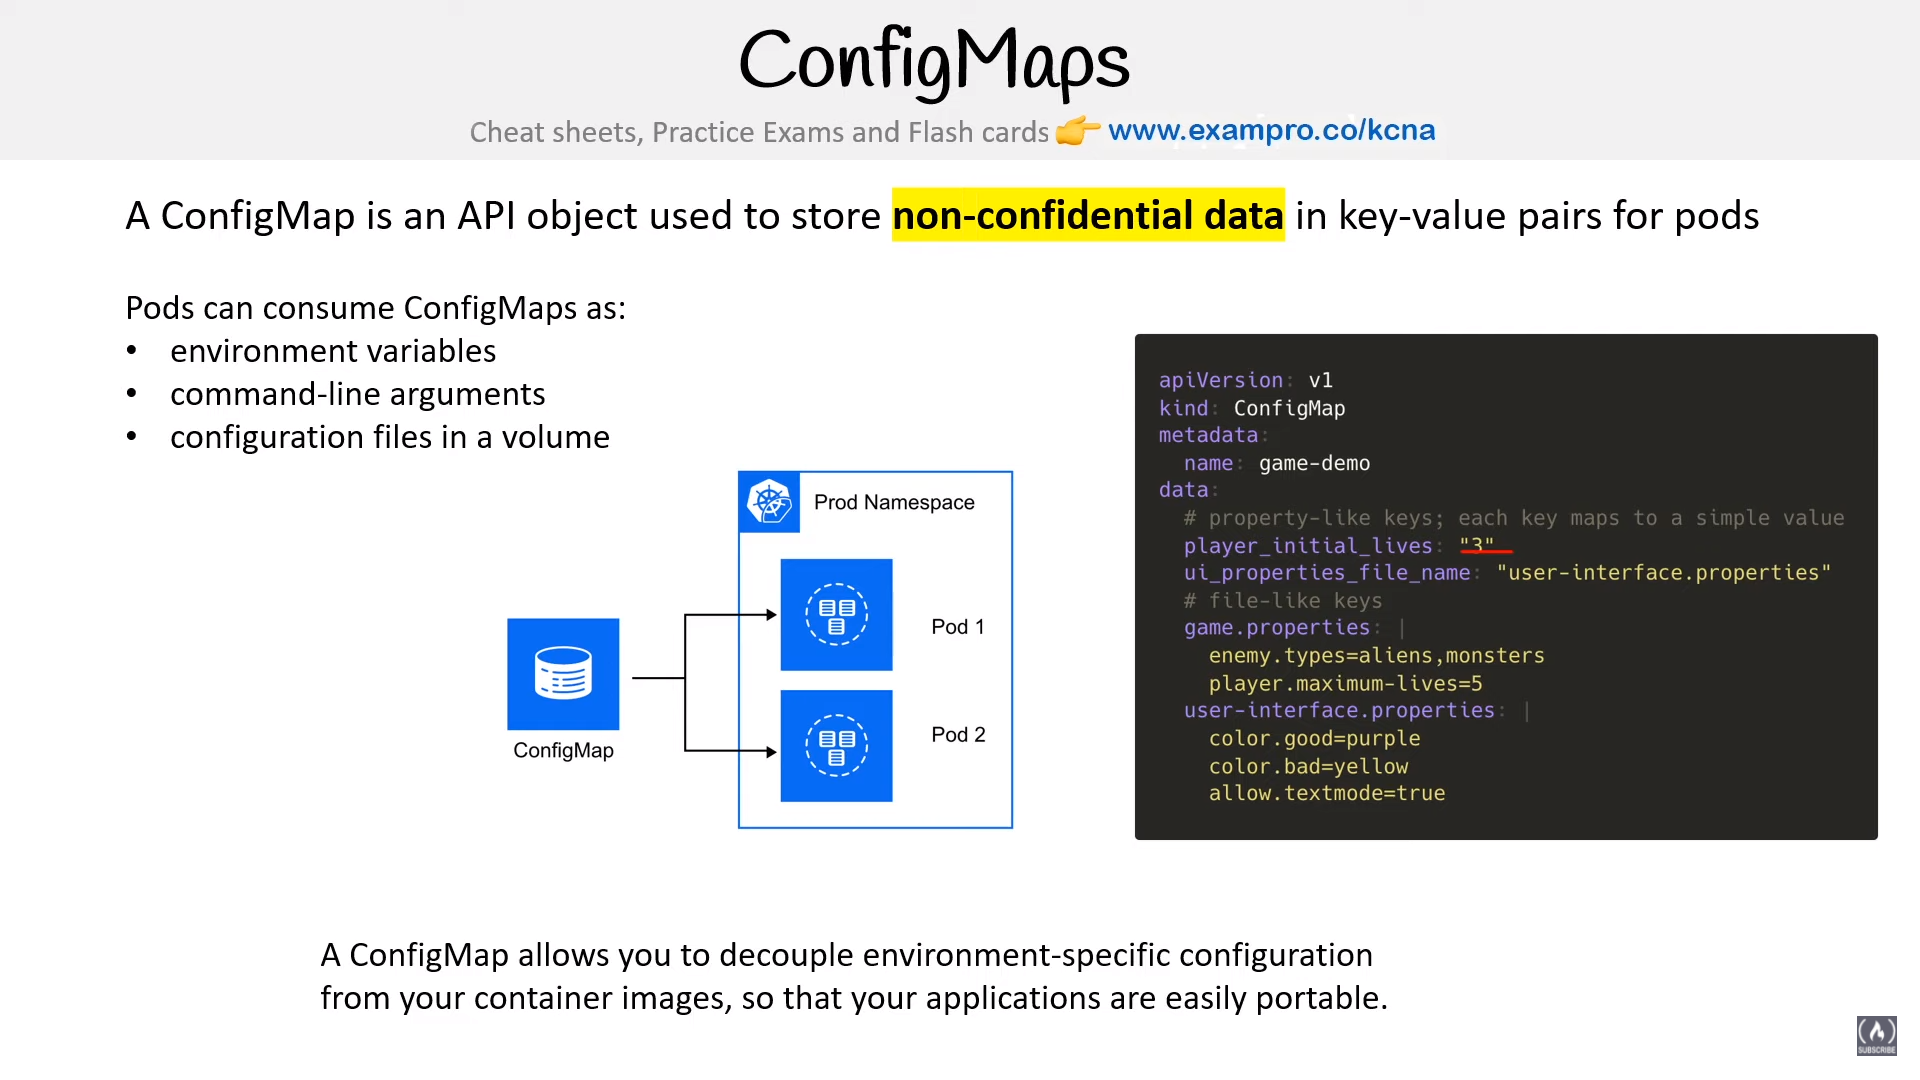 ConfigMaps
Cheat sheets, Practice Exams and Flash cards 👉 www.exampro.co/kcna
A ConfigMap is an API object used to store non-confidential data in key-value pairs for pods
Pods can consume ConfigMaps as:
• environment variables
• command-line arguments
• configuration files in a volume
Prod Namespace
Pod 1
Pod 2
ConfigMap
apiVersion: v1
kind: ConfigMap
metadata:
  name: game-demo
data:
  # property-like keys; each key maps to a simple value
  player_initial_lives: "3"
  ui_properties_file_name: "user-interface.properties"
  # file-like keys
  game.properties: |
    enemy.types=aliens,monsters
    player.maximum-lives=5
  user-interface.properties: |
    color.good=purple
    color.bad=yellow
    allow.textmode=true
A ConfigMap allows you to decouple environment-specific configuration
from your container images, so that your applications are easily portable.
SUBSCRIBE